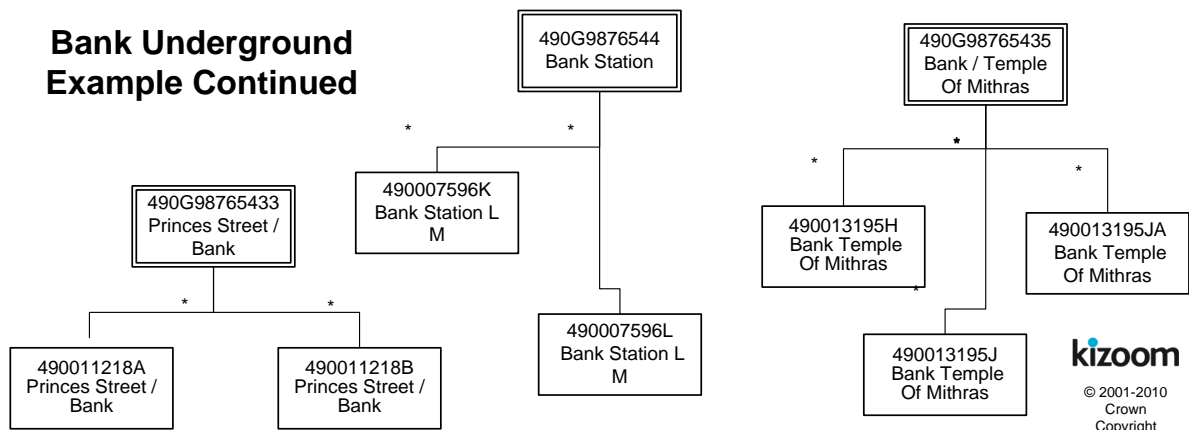 Bank Underground
Example Continued
490G9876544
Bank Station
490G98765435
Bank / Temple
Of Mithras
*
*
*
*
*
490007596K
Bank Station L
M
490G98765433
Princes Street /
Bank
490013195H
Bank Temple
Of Mithras
490013195JA
Bank Temple
Of Mithras
*
*
*
490007596L
Bank Station L
M
490011218A
Princes Street /
Bank
490011218B
Princes Street /
Bank
490013195J
Bank Temple
Of Mithras
kizoom
© 2001-2010
Crown
Copyright